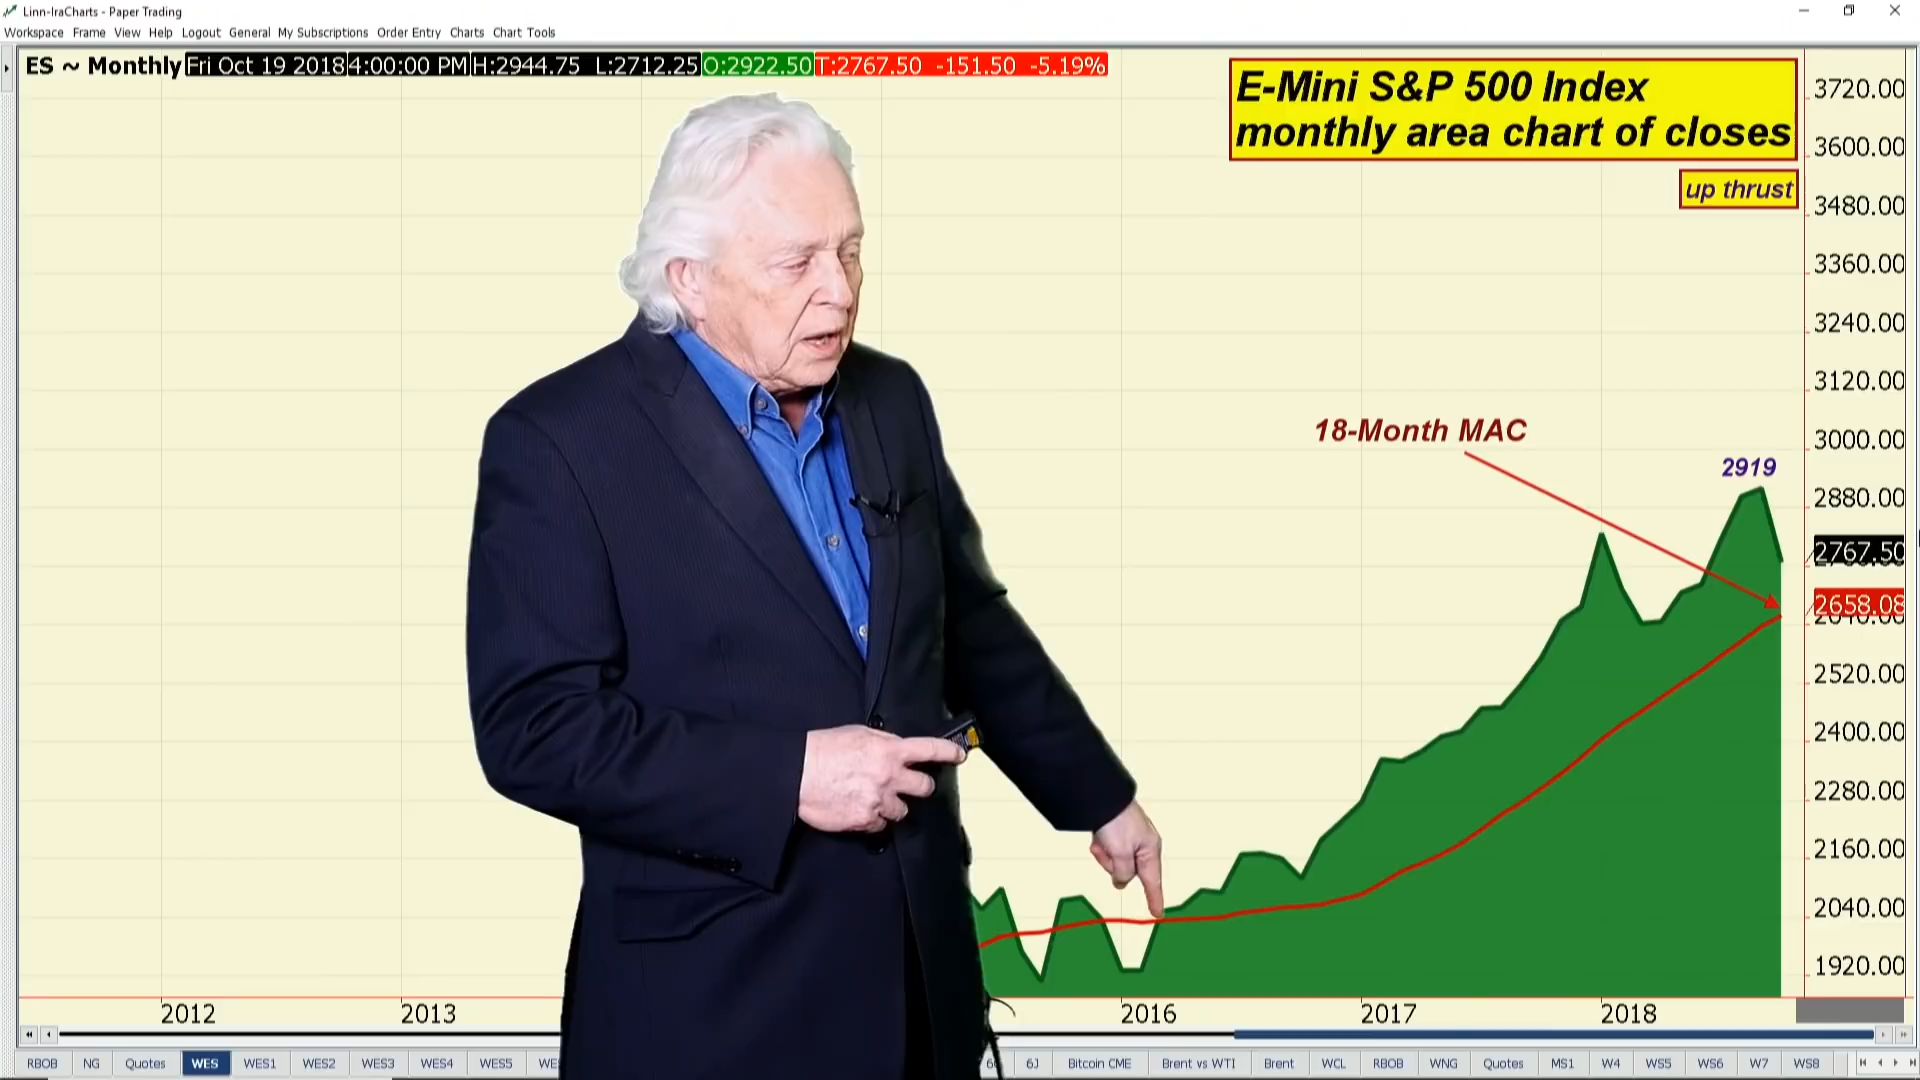 Linn-IraCharts - Paper Trading
Workspace Frame View Help Logout General My Subscriptions Order Entry Charts Chart Tools
ES ~ Monthly Fri Oct 19 2018 4:00:00 PM H:2944.75 L:2712.25 O:2922.50 T:2767.50 -151.50 -5.19%
E-Mini S&P 500 Index
monthly area chart of closes
up thrust
3720.00
3600.00
3480.00
3360.00
3240.00
3120.00
18-Month MAC
3000.00
2919
2880.00
2767.50
2658.08
2520.00
2400.00
2280.00
2160.00
2040.00
1920.00
2012 2013 2016 2017 2018
RBOB NG Quotes WES WES1 WES2 WES3 WES4 WES5 6J Bitcoin CME Brent vs WTI Brent WCL RBOB WNG Quotes MS1 W4 WS5 WS6 W7 WS8